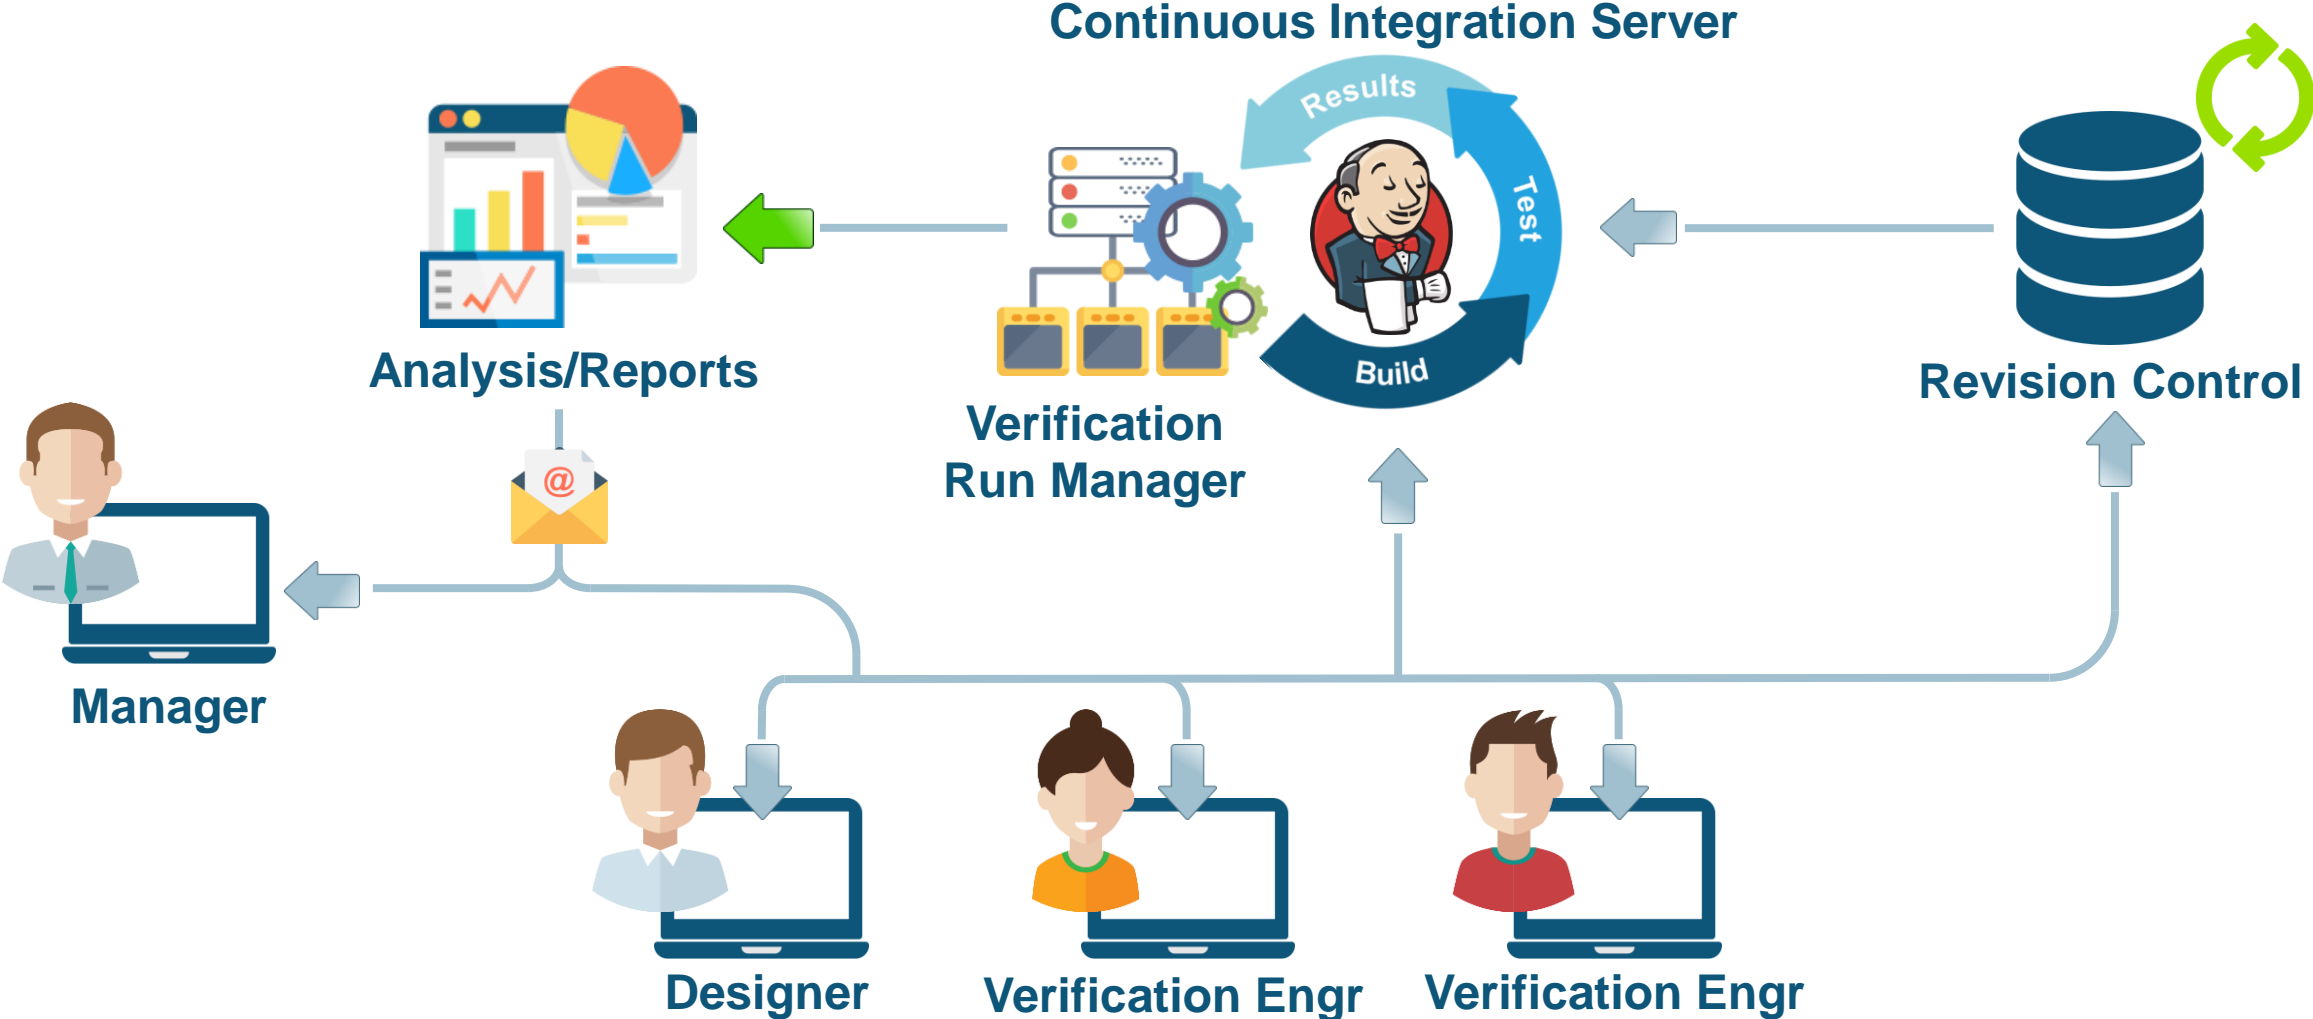 Continuous Integration Server
Results
Test
Build
Analysis/Reports
Verification
Run Manager
Revision Control
@
Manager
Designer
Verification Engr
Verification Engr